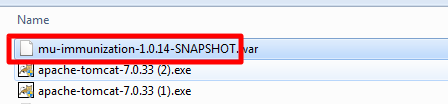 Name
mu-immunization-1.0.14-SNAPSHOT.war
apache-tomcat-7.0.33 (2).exe
apache-tomcat-7.0.33 (1).exe